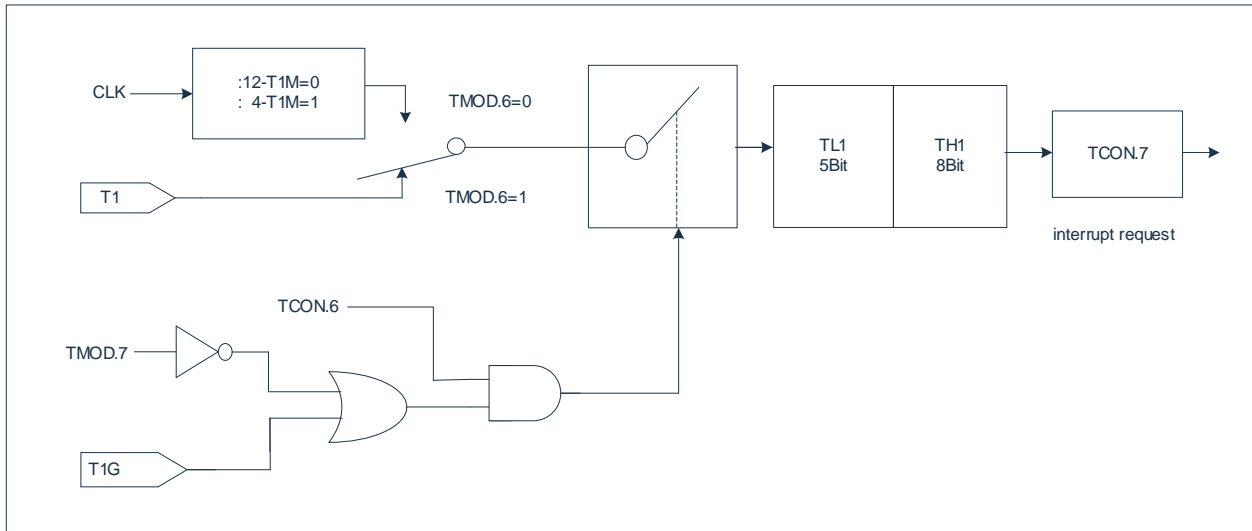 :12-T1M=0
: 4-T1M=1
CLK
TMOD.6=0
T1
TMOD.6=1
TL1
5Bit
TH1
8Bit
TCON.7
interrupt request
TCON.6
TMOD.7
T1G